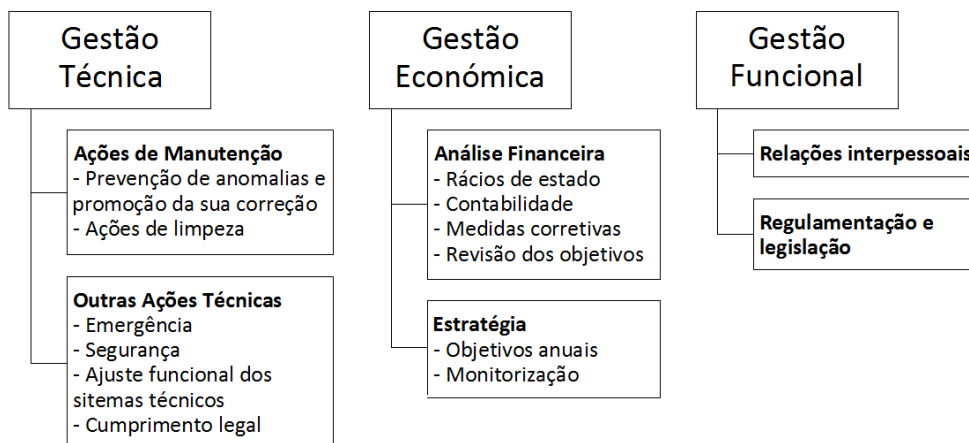 Gestão
Técnica
Ações de Manutenção
- Prevenção de anomalias e
promoção da sua correção
- Ações de limpeza
Outras Ações Técnicas
- Emergência
- Segurança
- Ajuste funcional dos
sitemas técnicos
- Cumprimento legal
Gestão
Económica
Análise Financeira
- Rácios de estado
- Contabilidade
- Medidas corretivas
- Revisão dos objetivos
Estratégia
- Objetivos anuais
- Monitorização
Gestão
Funcional
Relações interpessoais
Regulamentação e
legislação